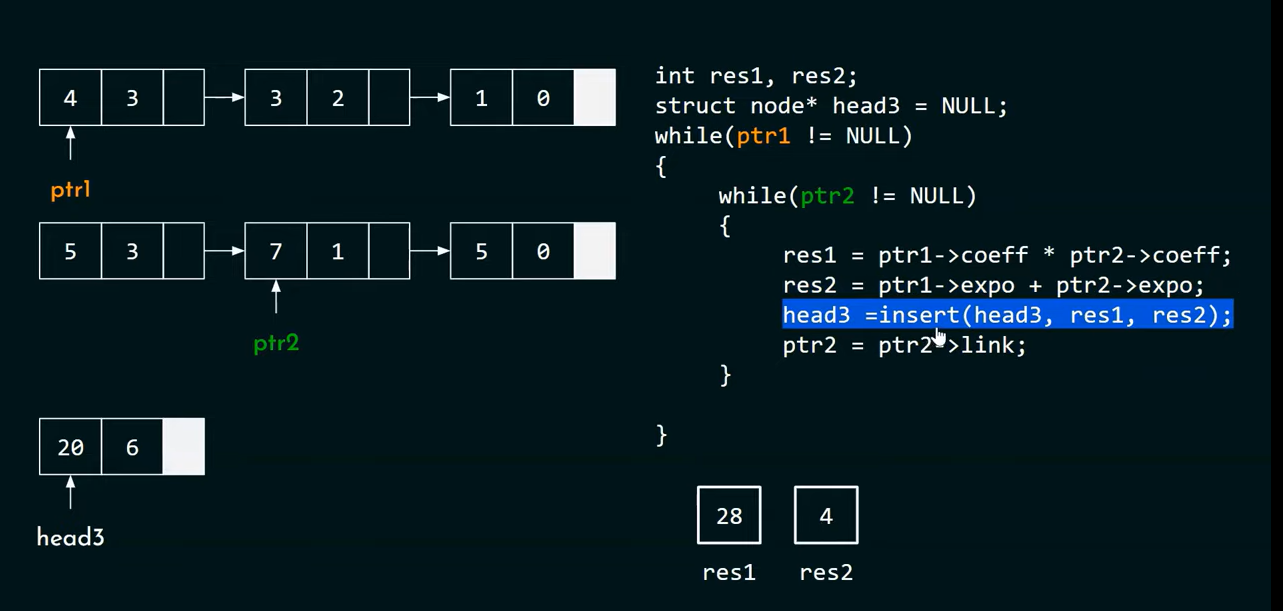 4 3 3 2 1 0
ptr1
5 3 7 1 5 0
ptr2
20 6
head3
int res1, res2;
struct node* head3 = NULL;
while(ptr1 != NULL)
{
while(ptr2 != NULL)
{
res1 = ptr1->coeff * ptr2->coeff;
res2 = ptr1->expo + ptr2->expo;
head3 =insert(head3, res1, res2);
ptr2 = ptr2->link;
}
}
28 4
res1 res2